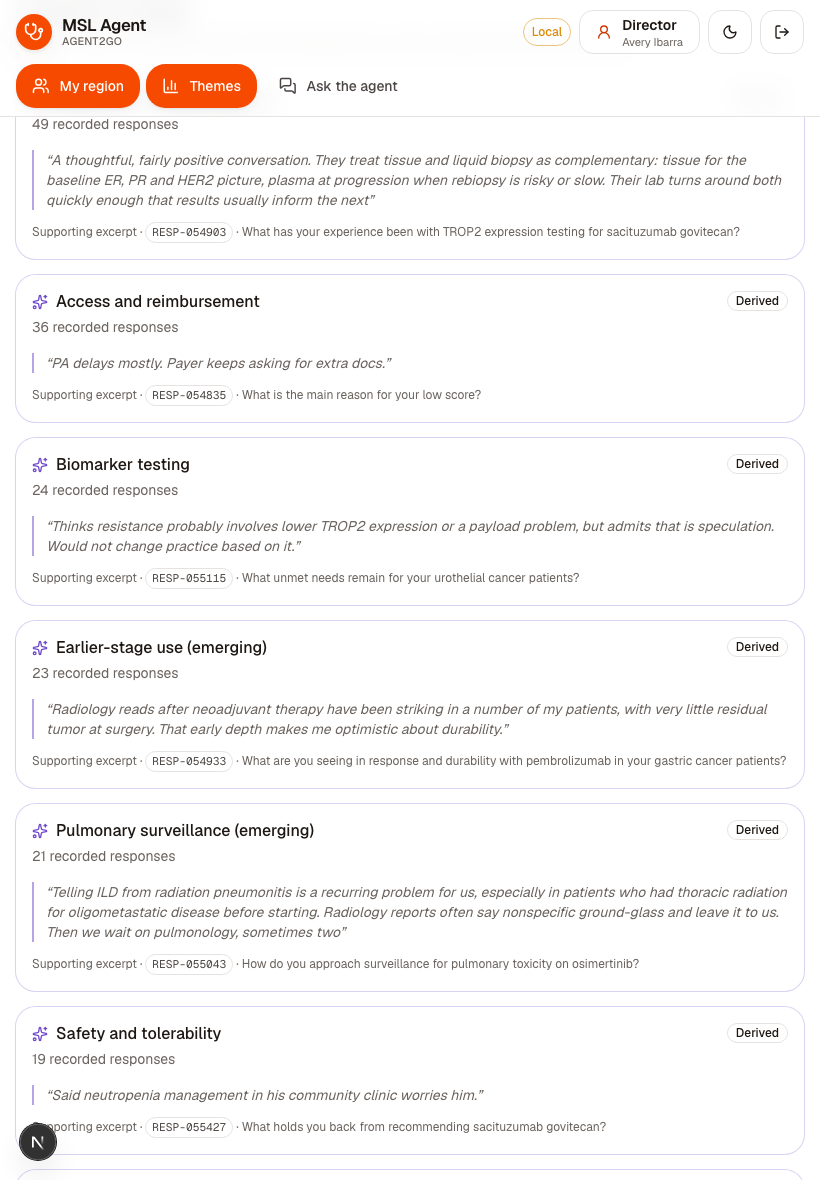 MSL Agent
AGENT2GO
Local
Director
Avery Ibarra
My region
Themes
Ask the agent
49 recorded responses
“A thoughtful, fairly positive conversation. They treat tissue and liquid biopsy as complementary: tissue for the
baseline ER, PR and HER2 picture, plasma at progression when rebiopsy is risky or slow. Their lab turns around both
quickly enough that results usually inform the next”
Supporting excerpt · RESP-054903 · What has your experience been with TROP2 expression testing for sacituzumab govitecan?
Access and reimbursement
Derived
36 recorded responses
“PA delays mostly. Payer keeps asking for extra docs.”
Supporting excerpt · RESP-054835 · What is the main reason for your low score?
Biomarker testing
Derived
24 recorded responses
“Thinks resistance probably involves lower TROP2 expression or a payload problem, but admits that is speculation.
Would not change practice based on it.”
Supporting excerpt · RESP-055115 · What unmet needs remain for your urothelial cancer patients?
Earlier-stage use (emerging)
Derived
23 recorded responses
“Radiology reads after neoadjuvant therapy have been striking in a number of my patients, with very little residual
tumor at surgery. That early depth makes me optimistic about durability.”
Supporting excerpt · RESP-054933 · What are you seeing in response and durability with pembrolizumab in your gastric cancer patients?
Pulmonary surveillance (emerging)
Derived
21 recorded responses
“Telling ILD from radiation pneumonitis is a recurring problem for us, especially in patients who had thoracic radiation
for oligometastatic disease before starting. Radiology reports often say nonspecific ground-glass and leave it to us.
Then we wait on pulmonology, sometimes two”
Supporting excerpt · RESP-055043 · How do you approach surveillance for pulmonary toxicity on osimertinib?
Safety and tolerability
Derived
19 recorded responses
“Said neutropenia management in his community clinic worries him.”
porting excerpt · RESP-055427 · What holds you back from recommending sacituzumab govitecan?
N